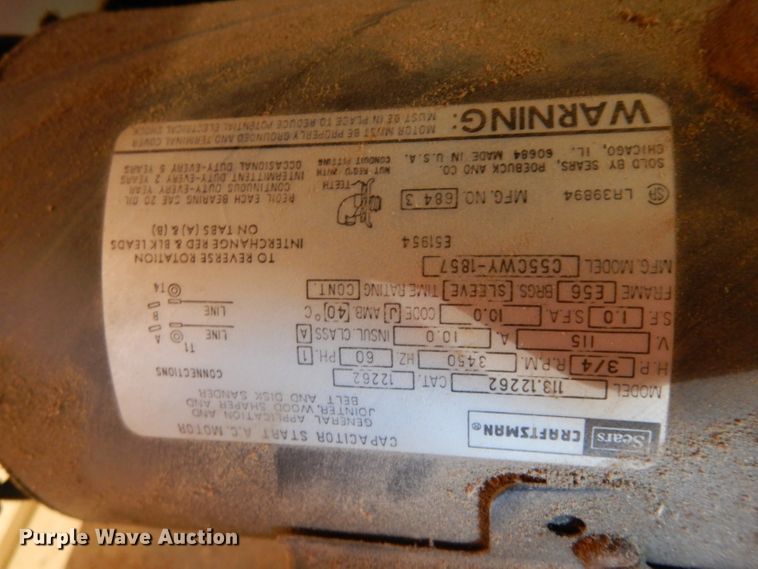 Sears
CRAFTSMAN®
CAPACITOR START A.C. MOTOR
GENERAL APPLICATION AND
JOINTER, WOOD SHAPER AND
BELT AND DISK SANDER
MODEL 113.12262 CAT. 12262
H.P. 3/4 R.P.M. 3450 HZ. 60 PH. 1
V. 115 A. 10.0 INSUL. CLASS A
S.F. 1.0 S.F.A. 10.0 CODE J AMB. 40 °C
FRAME E56 BRGS. SLEEVE TIME RATING CONT.
MFG. MODEL C55CWY-1857
E51954
LR39894 MFG. NO. 684 3
CONNECTIONS
T1
A
LINE
B
LINE
T4
TO REVERSE ROTATION
INTERCHANGE RED & BLK LEADS
ON TABS (A) & (B)
REOIL EACH BEARING SAE 20 OIL
CONTINUOUS DUTY-EVERY YEAR
INTERMITTENT DUTY-EVERY 2 YEARS
OCCASIONAL DUTY-EVERY 5 YEARS
TEETH
NUT REQ'D WITH
CONDUIT FITTING
SOLD BY SEARS, ROEBUCK AND CO.
CHICAGO, IL. 60684 MADE IN U.S.A.
WARNING: MOTOR MUST BE PROPERLY GROUNDED AND TERMINAL COVER
MUST BE IN PLACE TO REDUCE POTENTIAL ELECTRICAL SHOCK
Purple Wave Auction